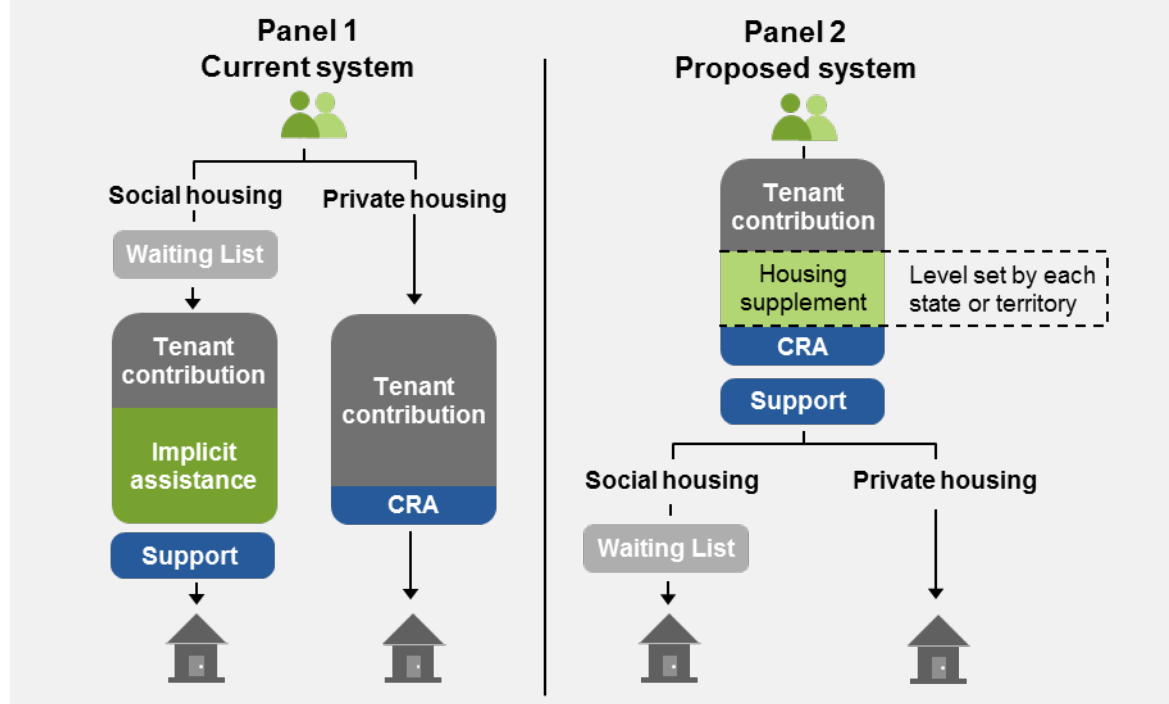 Panel 1
Current system
Social housing
Private housing
Waiting List
Tenant
contribution
Implicit
assistance
Support
Tenant
contribution
CRA
Panel 2
Proposed system
Tenant
contribution
Housing
supplement
Level set by each
state or territory
CRA
Support
Social housing
Private housing
Waiting List